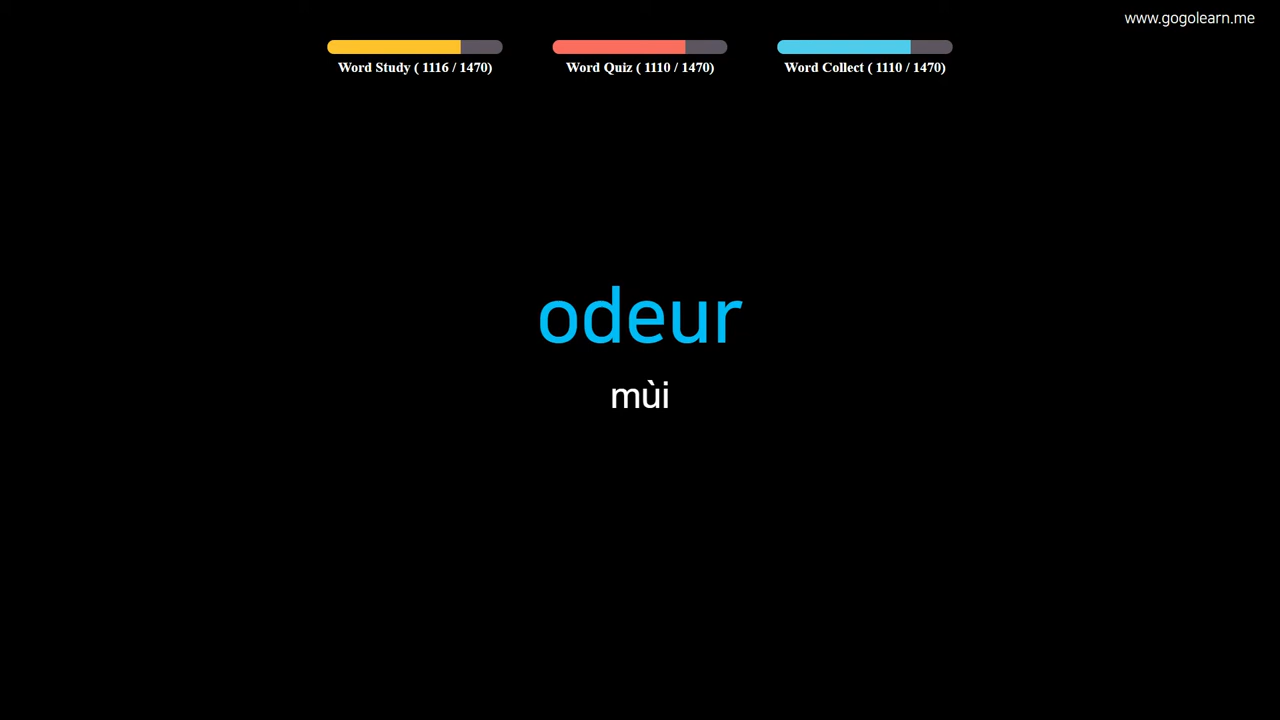 www.gogolearn.me
Word Study ( 1116 / 1470)
Word Quiz ( 1110 / 1470)
Word Collect ( 1110 / 1470)
odeur
mùi